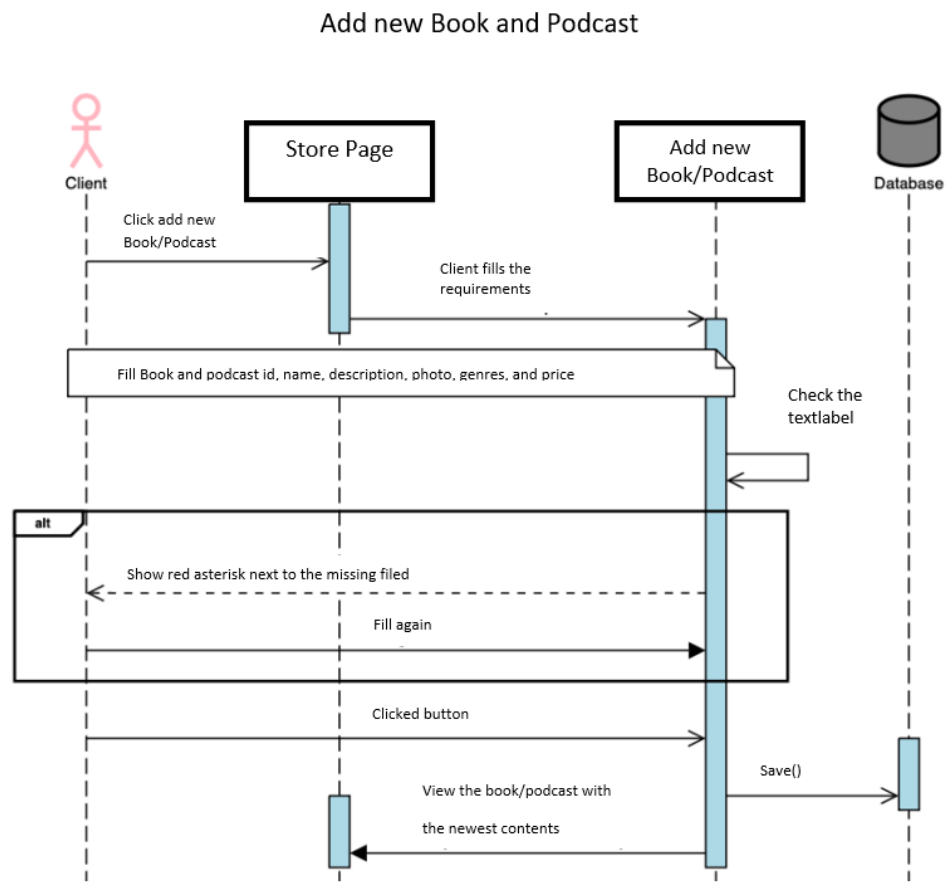 Add new Book and Podcast
Client
Store Page
Add new
Book/Podcast
Database
Click add new
Book/Podcast
Client fills the
requirements
Fill Book and podcast id, name, description, photo, genres, and price
Check the
textlabel
alt
Show red asterisk next to the missing filed
Fill again
Clicked button
Save()
View the book/podcast with
the newest contents